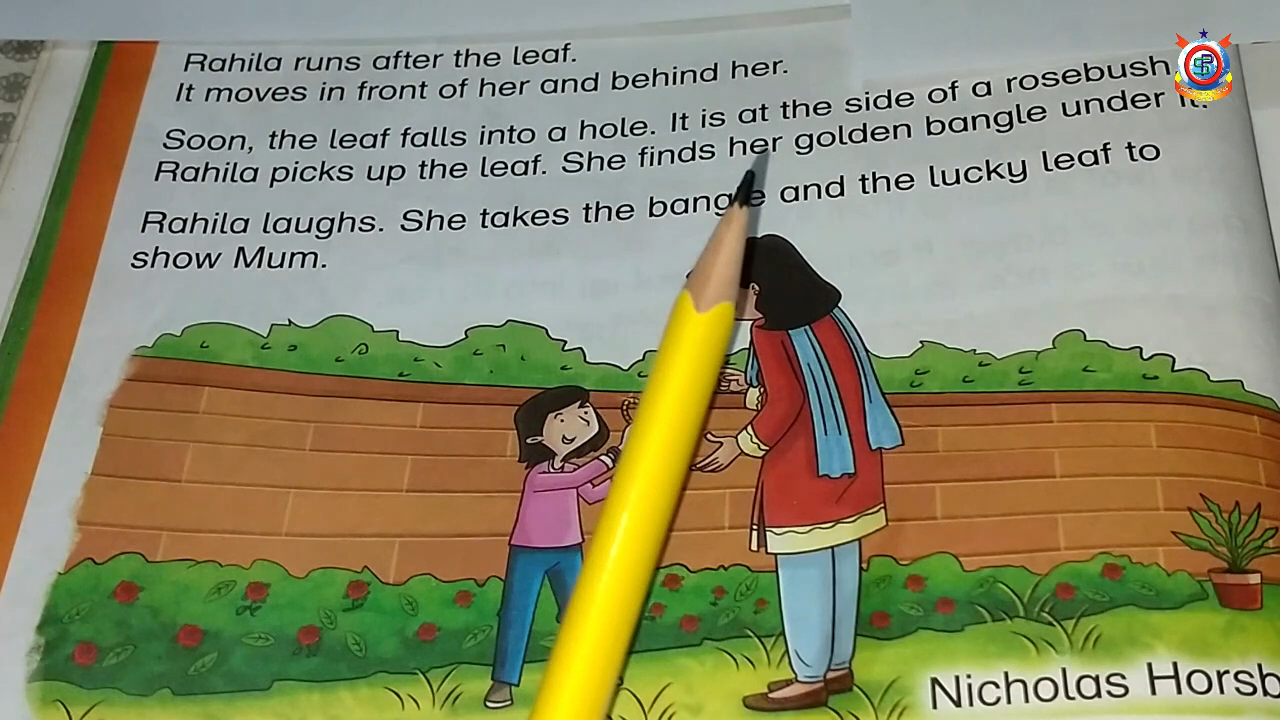 Rahila runs after the leaf.
It moves in front of her and behind her.
Soon, the leaf falls into a hole. It is at the side of a rosebush
Rahila picks up the leaf. She finds her golden bangle under it.
Rahila laughs. She takes the bangle and the lucky leaf to
show Mum.
Nicholas Horsb